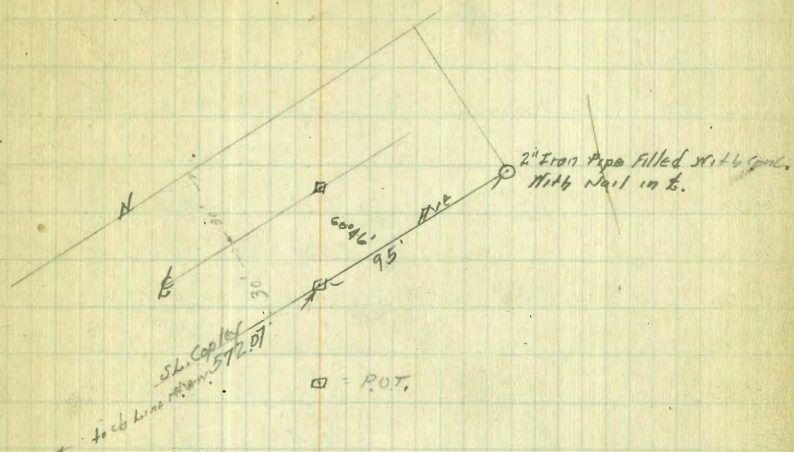 2" Iron Pipe Filled With Conc.
With Nail in ℄.
N
Ave
60°46'
95'
30'
30'
℄
S.L. Copley
572.07'
to cb Line
= P.O.T.